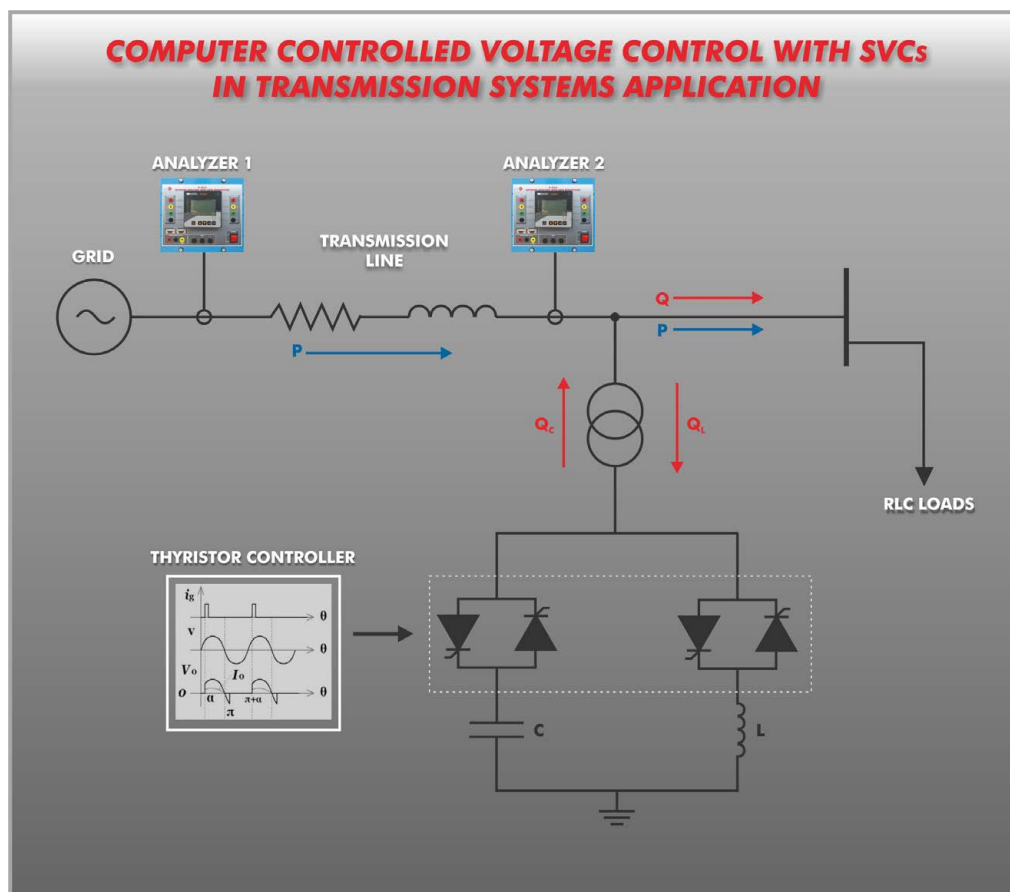 COMPUTER CONTROLLED VOLTAGE CONTROL WITH SVCs
IN TRANSMISSION SYSTEMS APPLICATION
ANALYZER 1
ANALYZER 2
TRANSMISSION
LINE
GRID
Q
P
P
Qc
QL
RLC LOADS
THYRISTOR CONTROLLER
ig
θ
v
θ
Vo
Io
o
α
π
π+α
θ
C
L